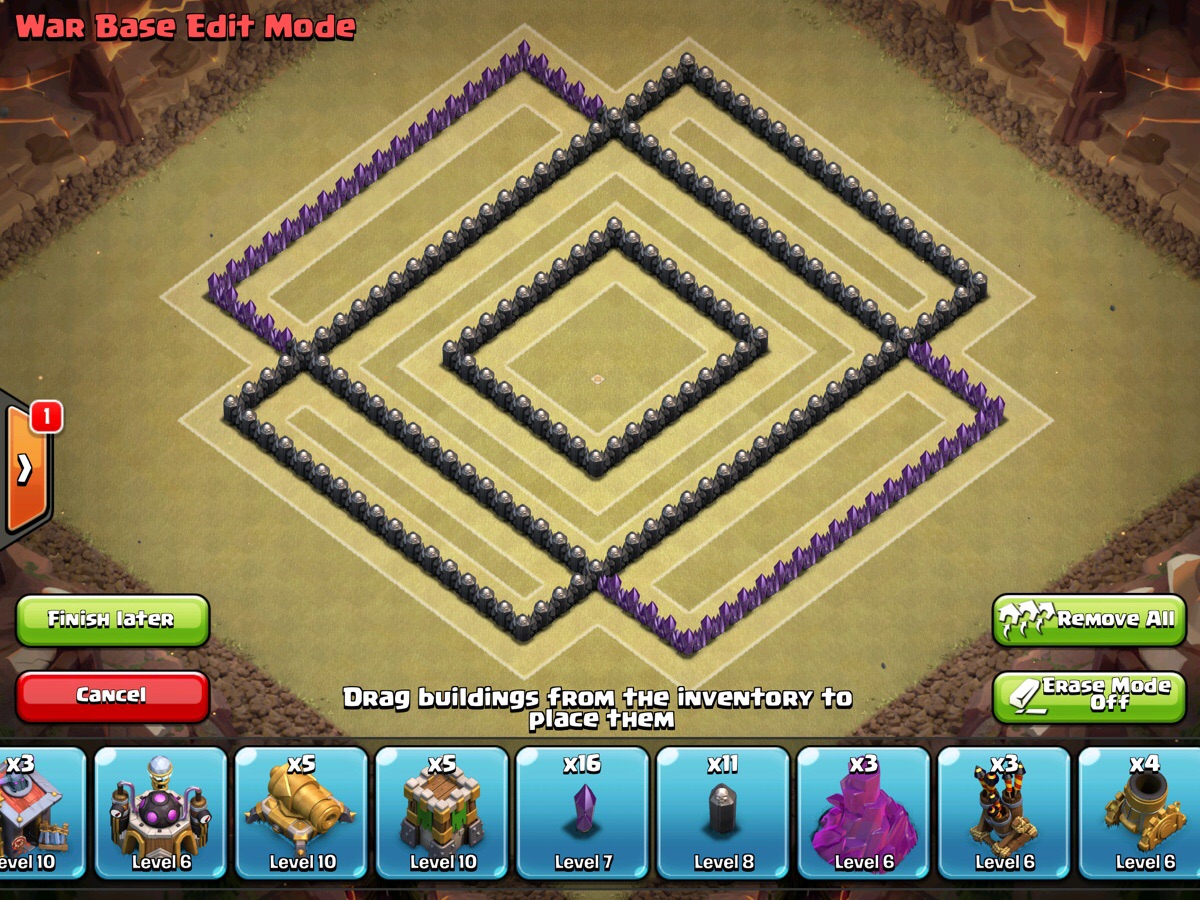 War Base Edit Mode
1
Finish later
Cancel
Remove All
Erase Mode
Off
Drag buildings from the inventory to
place them
x3
x5
x5
x16
x11
x3
x3
x4
evel 10
Level 6
Level 10
Level 10
Level 7
Level 8
Level 6
Level 6
Level 6